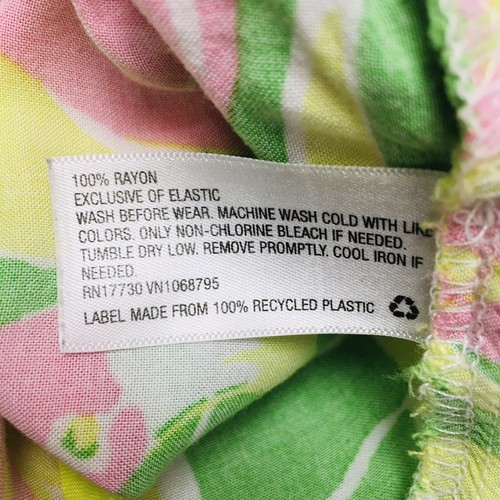 100% RAYON
EXCLUSIVE OF ELASTIC
WASH BEFORE WEAR. MACHINE WASH COLD WITH LIKE
COLORS. ONLY NON-CHLORINE BLEACH IF NEEDED.
TUMBLE DRY LOW. REMOVE PROMPTLY. COOL IRON IF
NEEDED.
RN17730 VN1068795
LABEL MADE FROM 100% RECYCLED PLASTIC